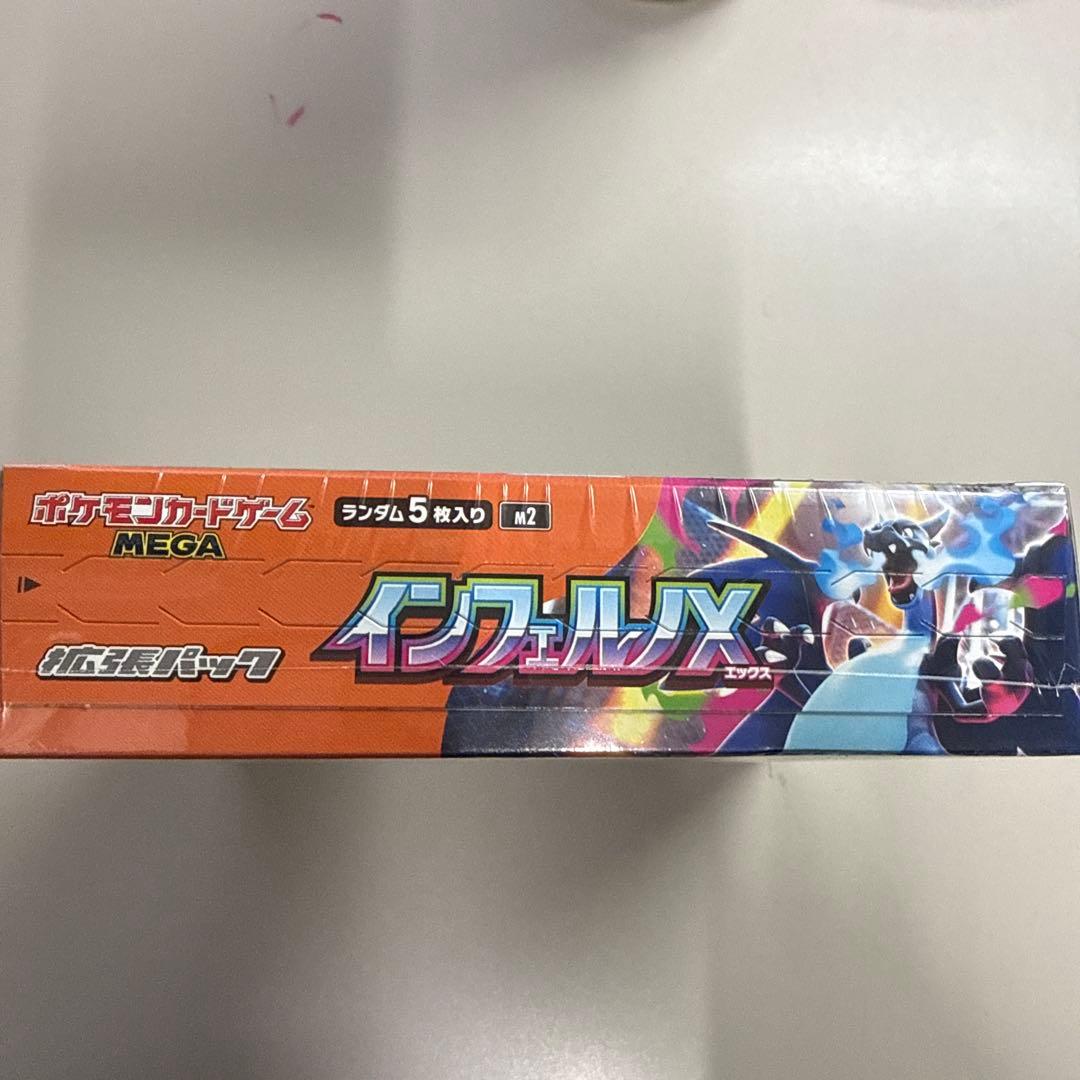 ポケモンカードゲーム
MEGA
ランダム5枚入り
M2
拡張パック
インフェルノX
エックス